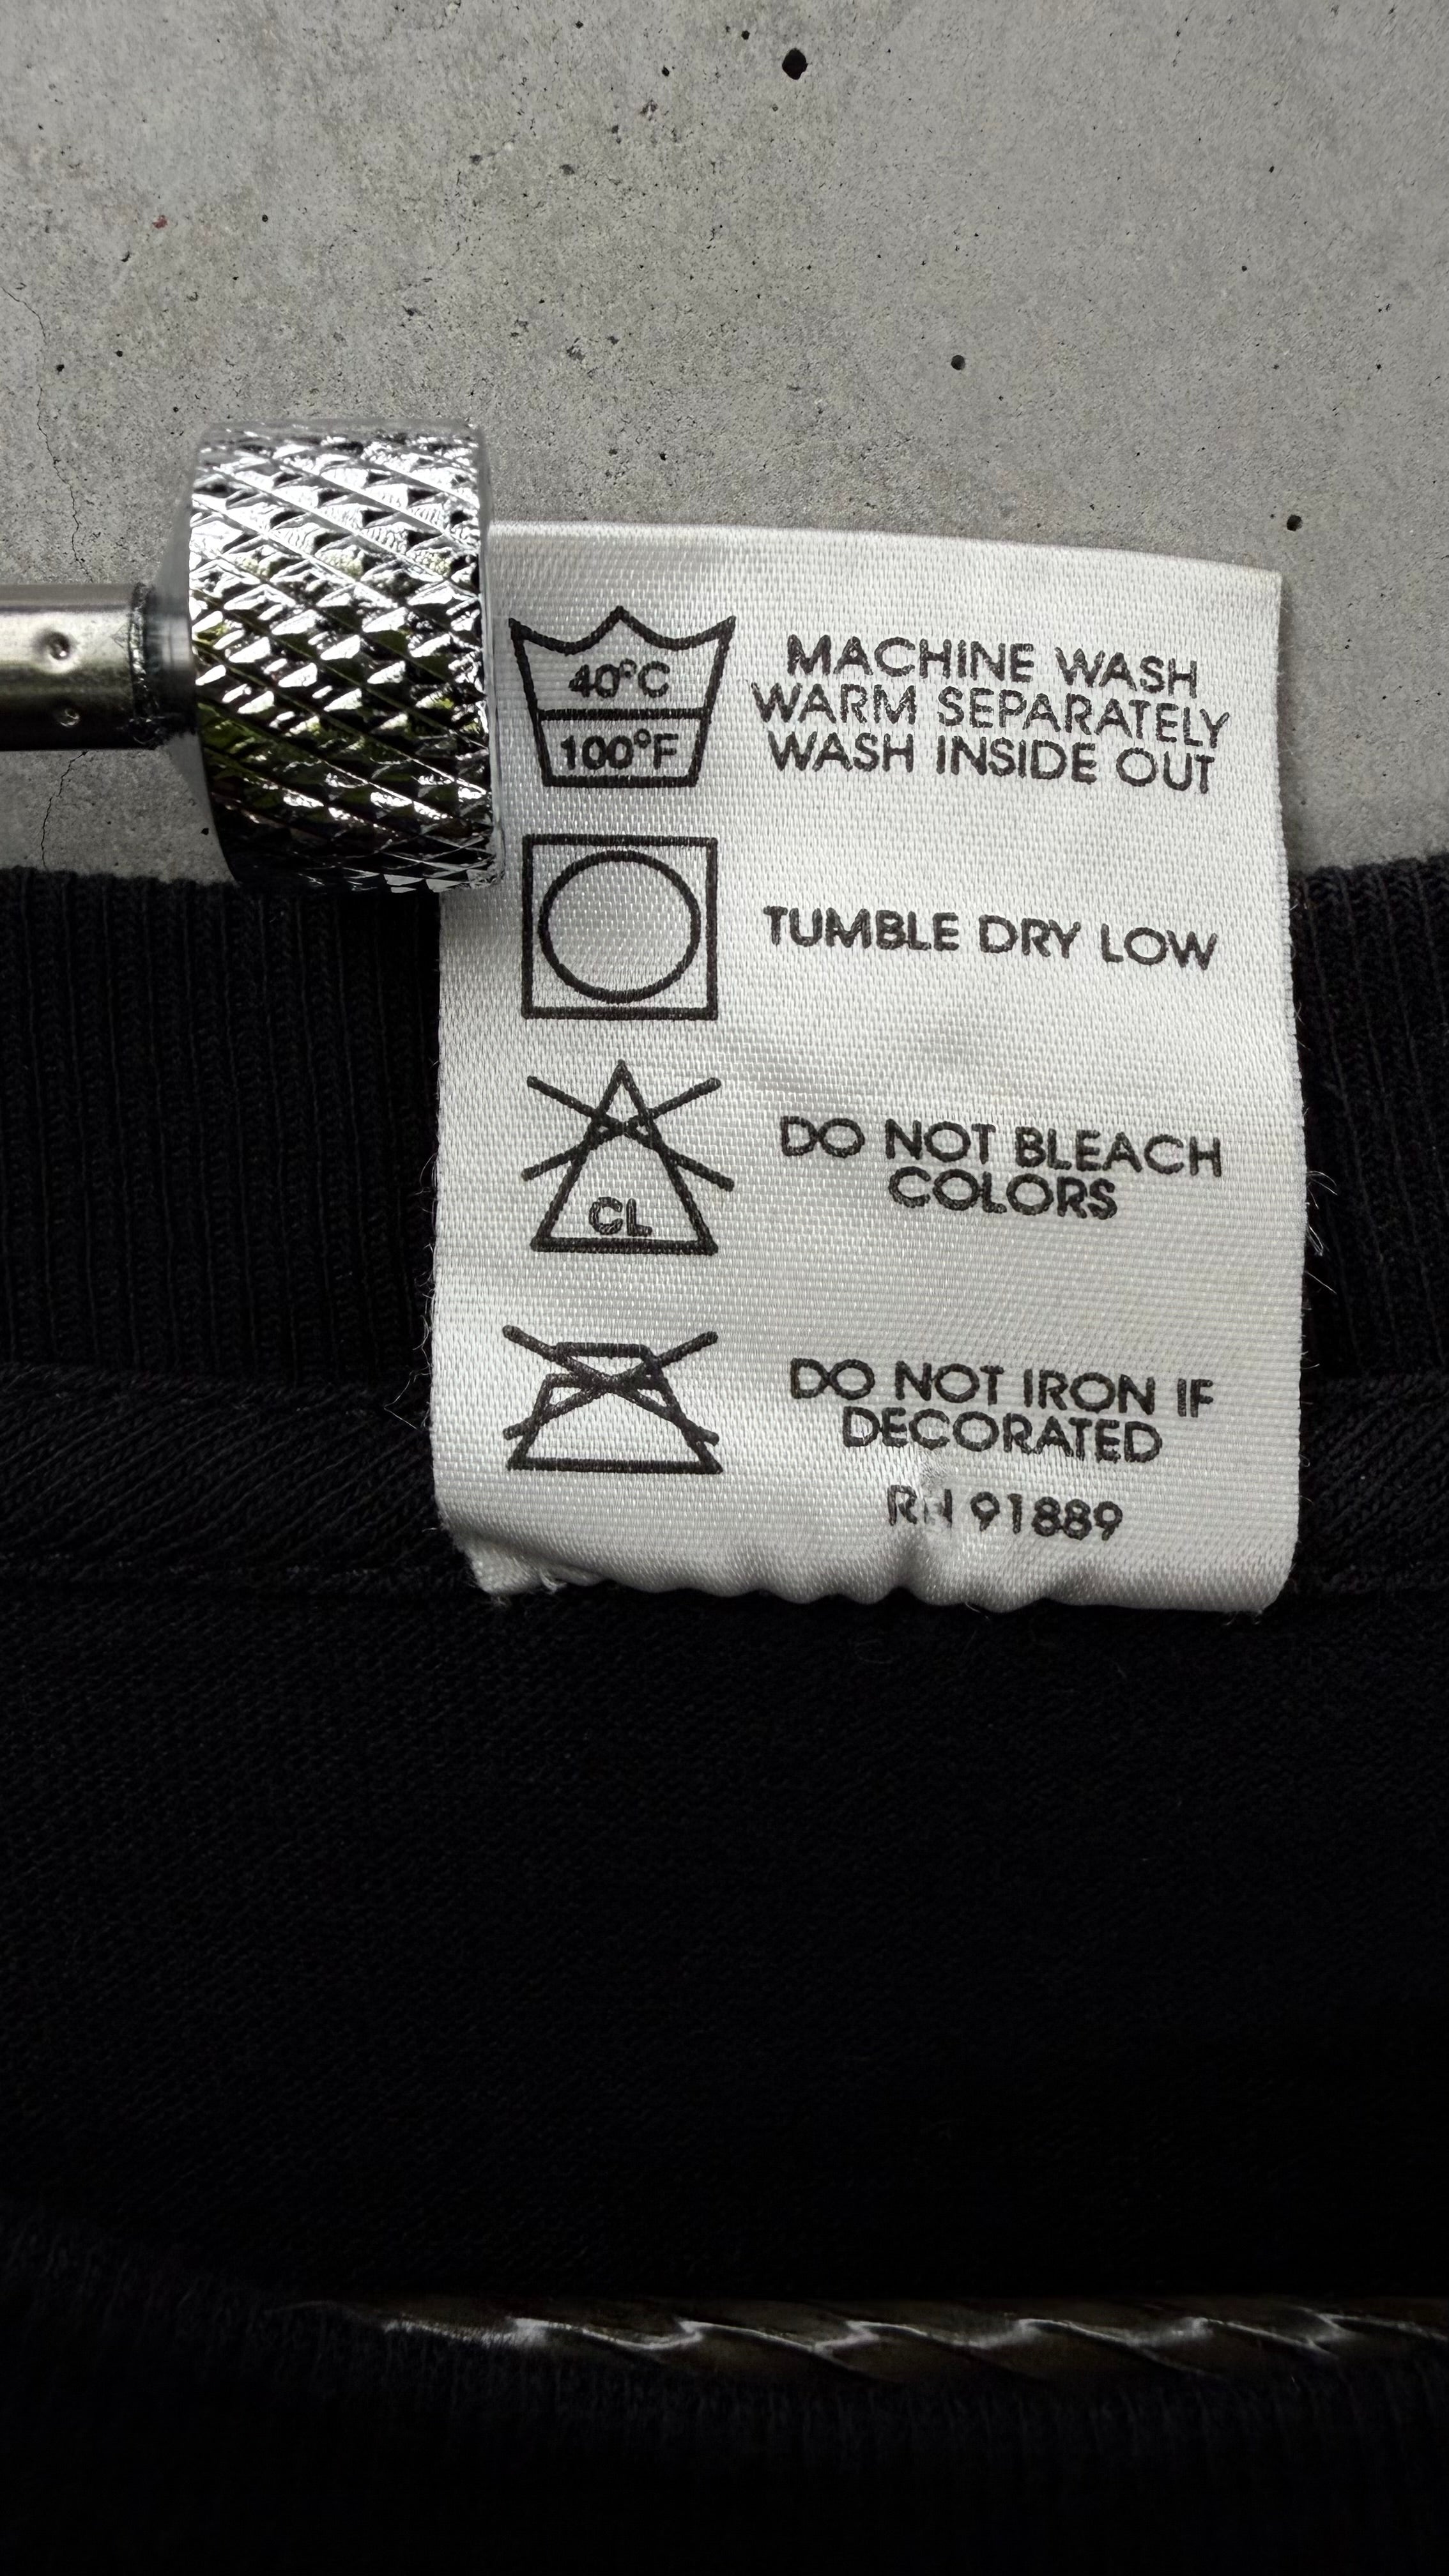 40°C
100°F
MACHINE WASH
WARM SEPARATELY
WASH INSIDE OUT
TUMBLE DRY LOW
CL
DO NOT BLEACH
COLORS
DO NOT IRON IF
DECORATED
RN 91889